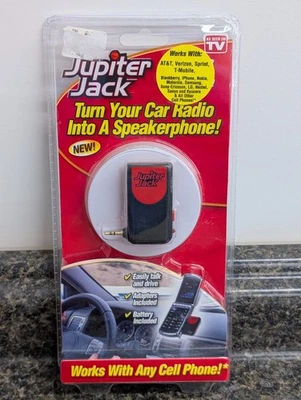 AS SEEN ON
TV
Jupiter
Jack
Works With:
AT&T, Verizon, Sprint,
T-Mobile,
Blackberry, iPhone, Nokia,
Motorola, Samsung,
Sony-Ericsson, LG, Nextel,
Sanyo and Kyocera
& All Other
Cell Phones!*
Turn Your Car Radio
Into A Speakerphone!
NEW!
Jupiter
Jack
Easily talk
and drive
Adapters
Included
Battery
Included
Works With Any Cell Phone!*